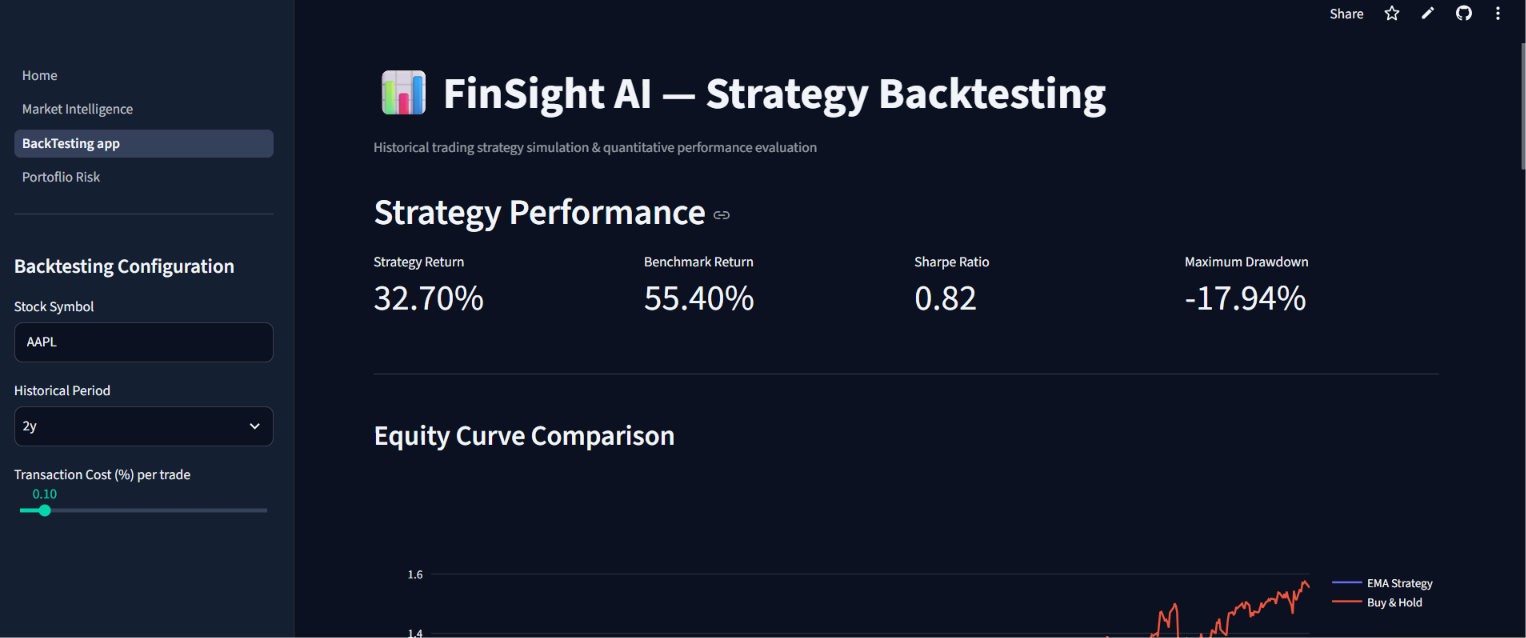 Share
Home
Market Intelligence
BackTesting app
Portoflio Risk
Backtesting Configuration
Stock Symbol
AAPL
Historical Period
2y
Transaction Cost (%) per trade
0.10
FinSight AI — Strategy Backtesting
Historical trading strategy simulation & quantitative performance evaluation
Strategy Performance
Strategy Return
32.70%
Benchmark Return
55.40%
Sharpe Ratio
0.82
Maximum Drawdown
-17.94%
Equity Curve Comparison
1.6
1.4
EMA Strategy
Buy & Hold